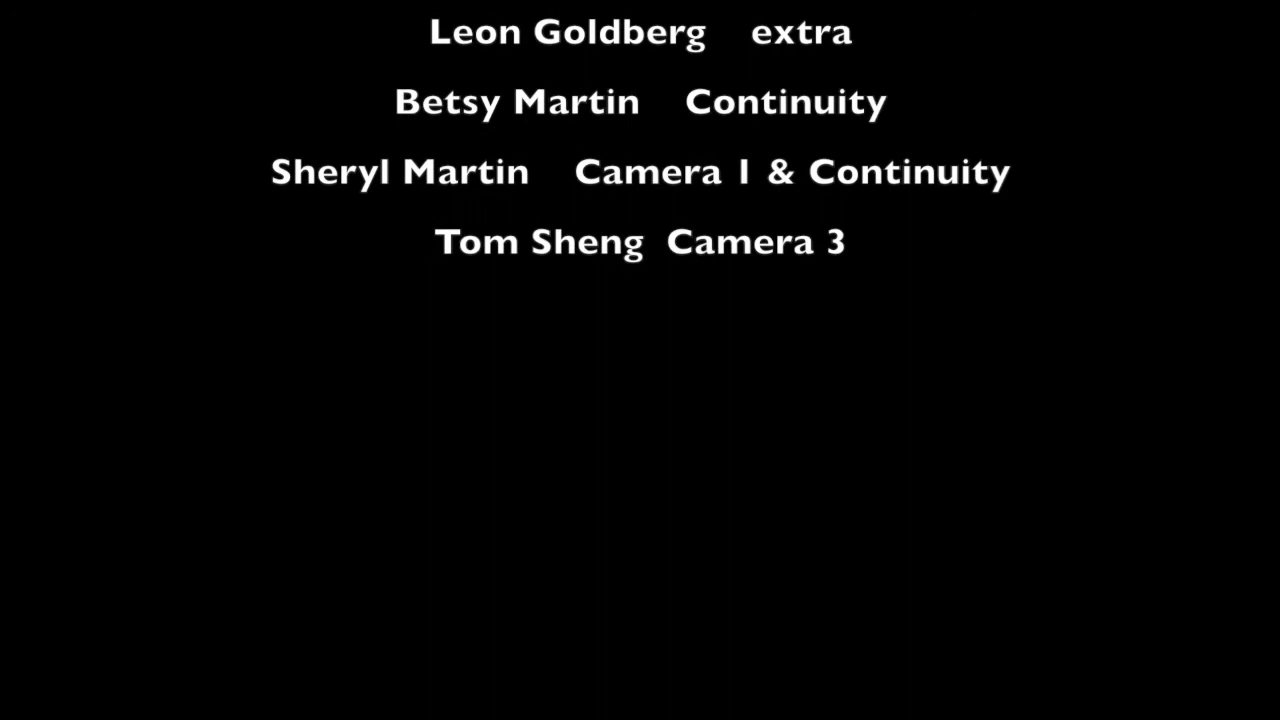 Leon Goldberg extra
Betsy Martin Continuity
Sheryl Martin Camera 1 & Continuity
Tom Sheng Camera 3